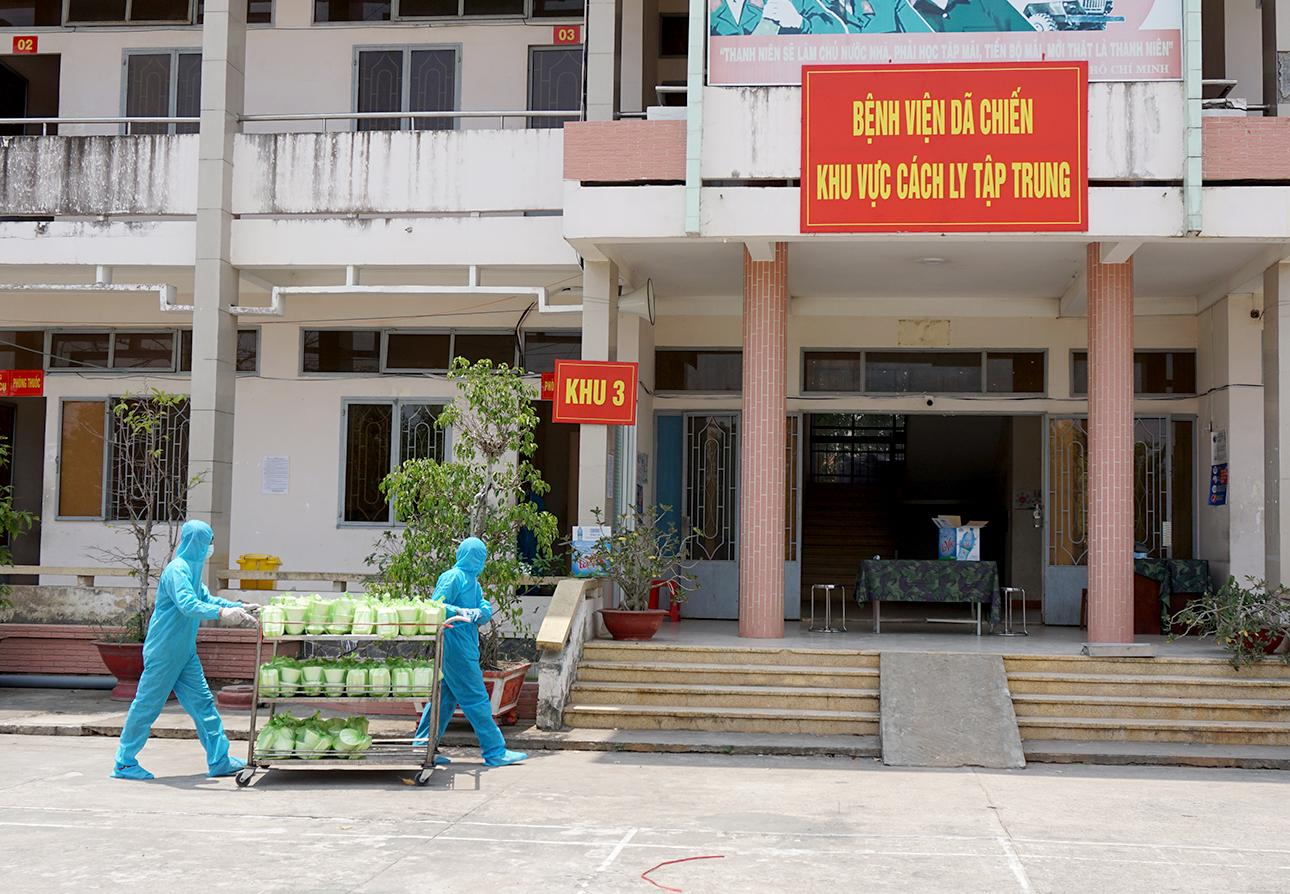 02
03
"THANH NIÊN SẼ LÀM CHỦ NƯỚC NHÀ, PHẢI HỌC TẬP MÃI, TIẾN BỘ MÃI, MỚI THẬT LÀ THANH NIÊN"
HỒ CHÍ MINH
BỆNH VIỆN DÃ CHIẾN
KHU VỰC CÁCH LY TẬP TRUNG
PHÒNG THUỐC
KHU 3